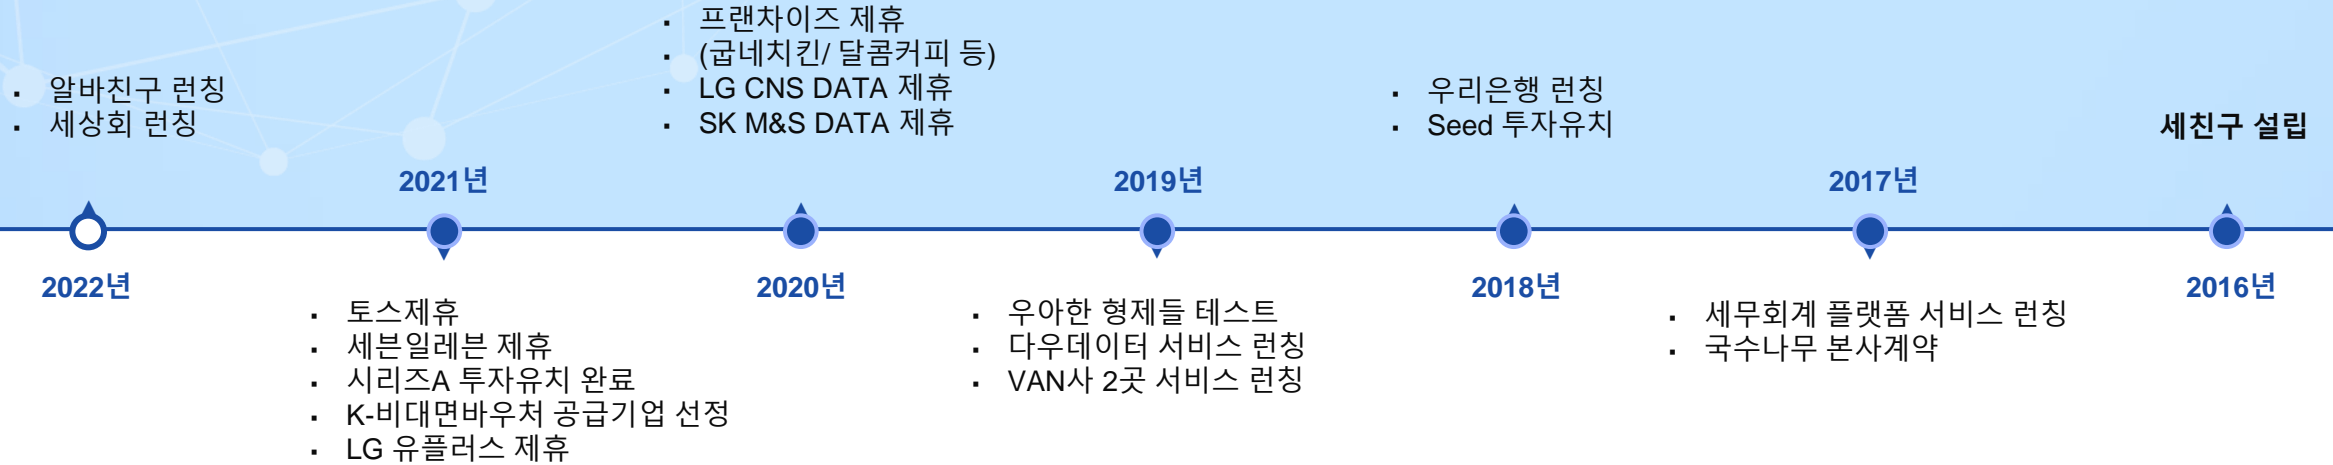 알바친구 런칭
세상회 런칭
2022년
2021년
토스제휴
세븐일레븐 제휴
시리즈A 투자유치 완료
K-비대면바우처 공급기업 선정
LG 유플러스 제휴
프랜차이즈 제휴
(굽네치킨/ 달콤커피 등)
LG CNS DATA 제휴
SK M&S DATA 제휴
2020년
2019년
우아한 형제들 테스트
다우데이터 서비스 런칭
VAN사 2곳 서비스 런칭
우리은행 런칭
Seed 투자유치
2018년
2017년
세무회계 플랫폼 서비스 런칭
국수나무 본사계약
세친구 설립
2016년